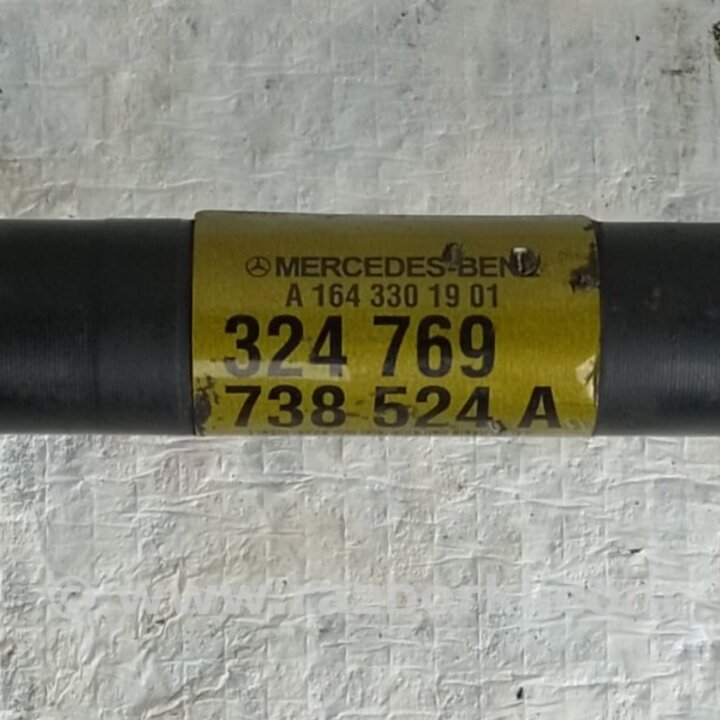 MERCEDES-BENZ
A 164 330 19 01
324 769
738 524 A